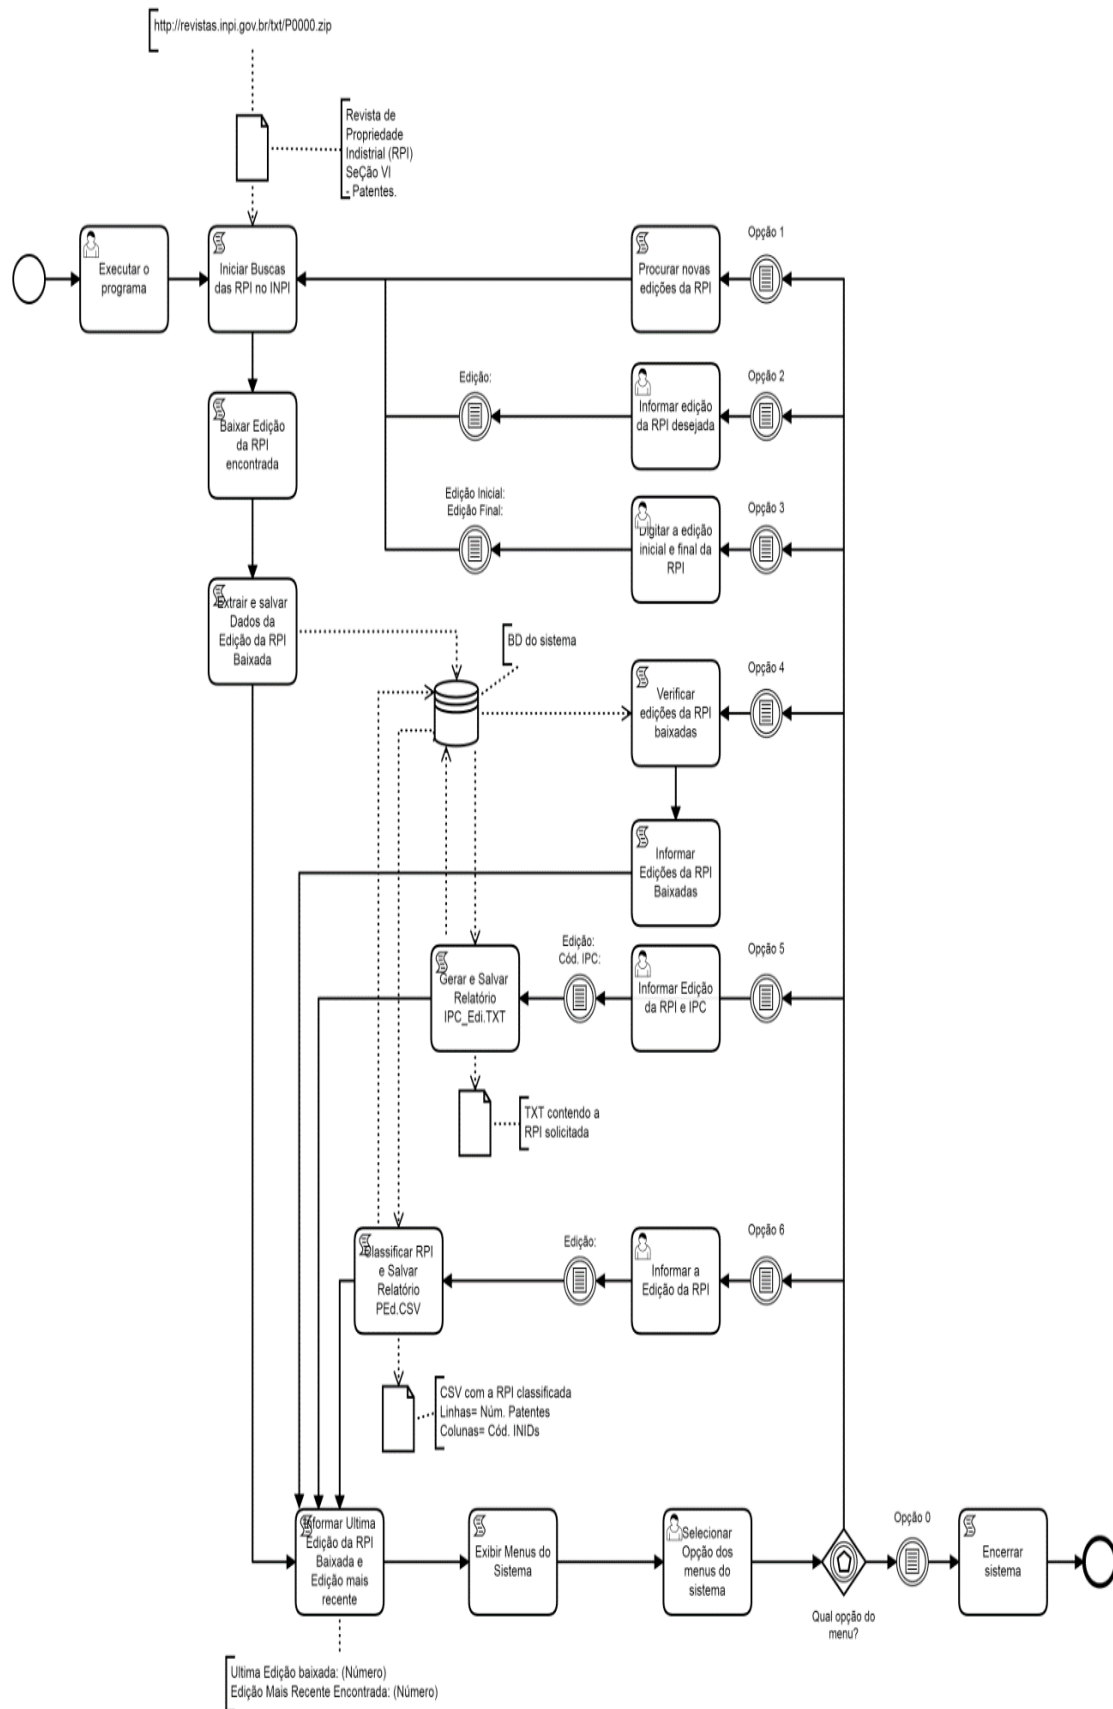 http://revistas.inpi.gov.br/txt/P0000.zip
Revista de
Propriedade
Indistrial (RPI)
SeÇão VI
- Patentes.
Executar o
programa
Iniciar Buscas
das RPI no INPI
Procurar novas
edições da RPI
Opção 1
Baixar Edição
da RPI
encontrada
Edição:
Informar edição
da RPI desejada
Opção 2
Edição Inicial:
Edição Final:
Digitar a edição
inicial e final da
RPI
Opção 3
Extrair e salvar
Dados da
Edição da RPI
Baixada
BD do sistema
Verificar
edições da RPI
baixadas
Opção 4
Informar
Edições da RPI
Baixadas
Gerar e Salvar
Relatório
IPC_Edi.TXT
Edição:
Cód. IPC:
Informar Edição
da RPI e IPC
Opção 5
TXT contendo a
RPI solicitada
Classificar RPI
e Salvar
Relatório
PEd.CSV
Edição:
Informar a
Edição da RPI
Opção 6
CSV com a RPI classificada
Linhas= Núm. Patentes
Colunas= Cód. INIDs
Informar Ultima
Edição da RPI
Baixada e
Edição mais
recente
Exibir Menus do
Sistema
Selecionar
Opção dos
menus do
sistema
Qual opção do
menu?
Opção 0
Encerrar
sistema
Ultima Edição baixada: (Número)
Edição Mais Recente Encontrada: (Número)